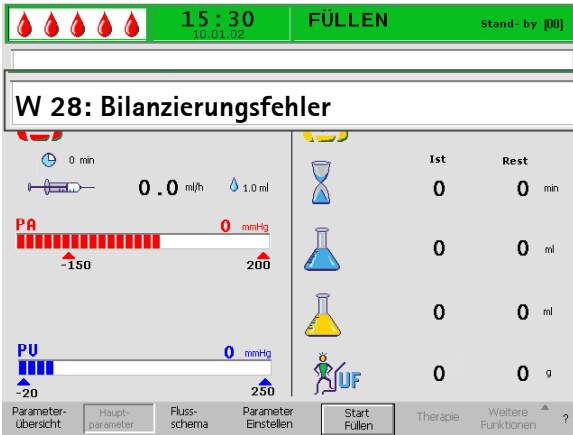 15:30 FÜLLEN Stand- by [00]
10.01.02
W 28: Bilanzierungsfehler
0 min
Ist Rest
0.0 ml/h 1.0 ml
0 0 min
PA 0 mmHg
-150 200
0 0 ml
0 0 ml
PV 0 mmHg
-20 250
UF 0 0 g
Parameter-
übersicht
Haupt-
parameter
Fluss-
schema
Parameter
Einstellen
Start
Füllen
Therapie
Weitere
Funktionen
?